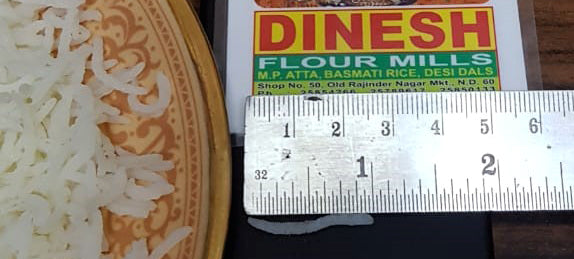 DINESH
FLOUR MILLS
M.P. ATTA, BASMATI RICE, DESI DALS
Shop No. 50, Old Rajinder Nagar Mkt., N.D. 60
1 2 3 4 5 6
32 1 2